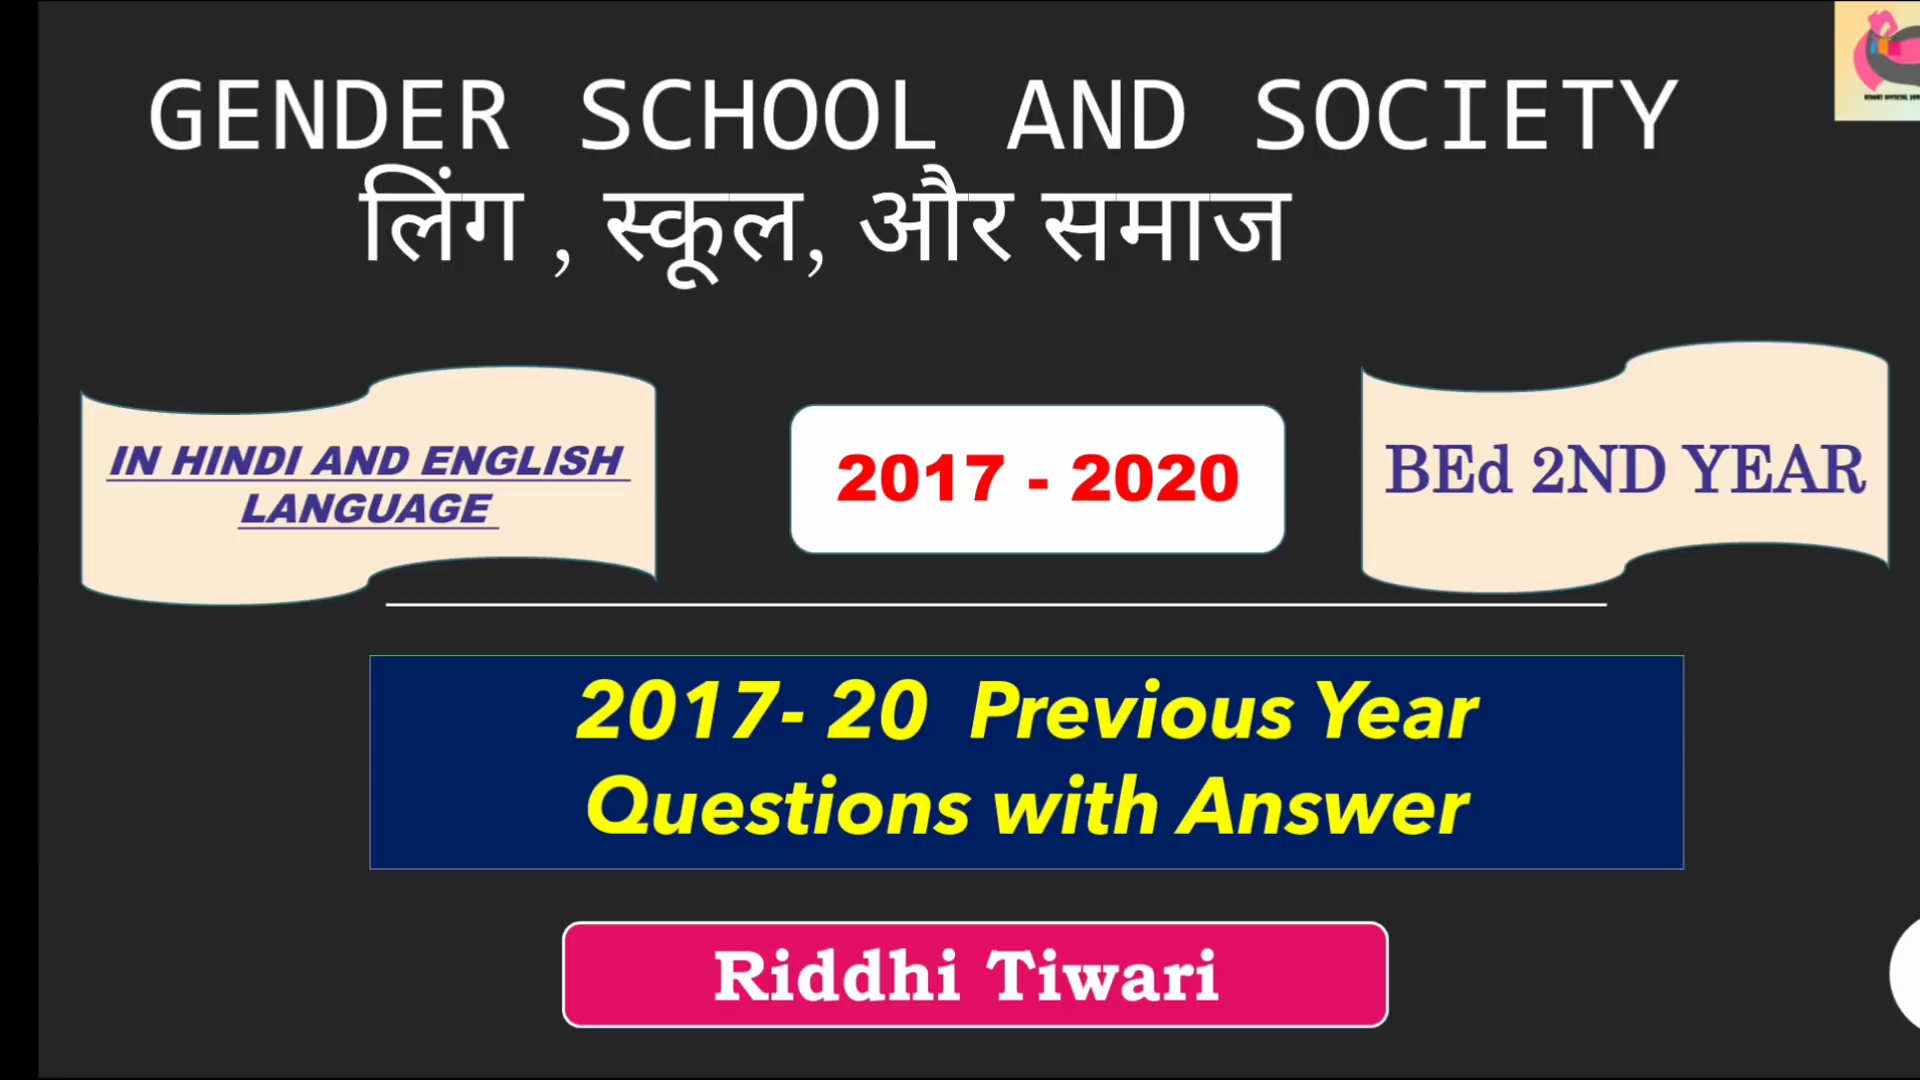 GENDER SCHOOL AND SOCIETY
लिंग , स्कूल, और समाज
IN HINDI AND ENGLISH
LANGUAGE
2017 - 2020
BEd 2ND YEAR
2017- 20 Previous Year
Questions with Answer
Riddhi Tiwari